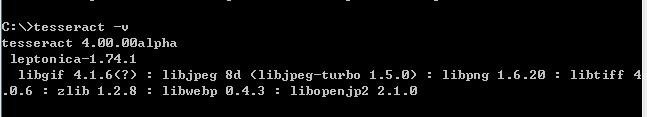 C:\>tesseract -v
tesseract 4.00.00alpha
 leptonica-1.74.1
  libgif 4.1.6(?) : libjpeg 8d (libjpeg-turbo 1.5.0) : libpng 1.6.20 : libtiff 4
.0.6 : zlib 1.2.8 : libwebp 0.4.3 : libopenjp2 2.1.0